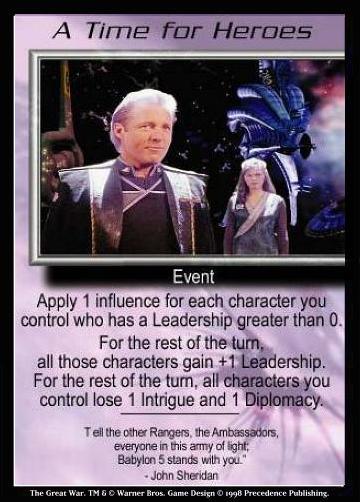 A Time for Heroes
Event
Apply 1 influence for each character you
control who has a Leadership greater than 0.
For the rest of the turn,
all those characters gain +1 Leadership.
For the rest of the turn, all characters you
control lose 1 Intrigue and 1 Diplomacy.
T ell the other Rangers, the Ambassadors,
everyone in this army of light;
Babylon 5 stands with you."
- John Sheridan
The Great War. TM & © Warner Bros. Game Design © 1998 Precedence Publishing.